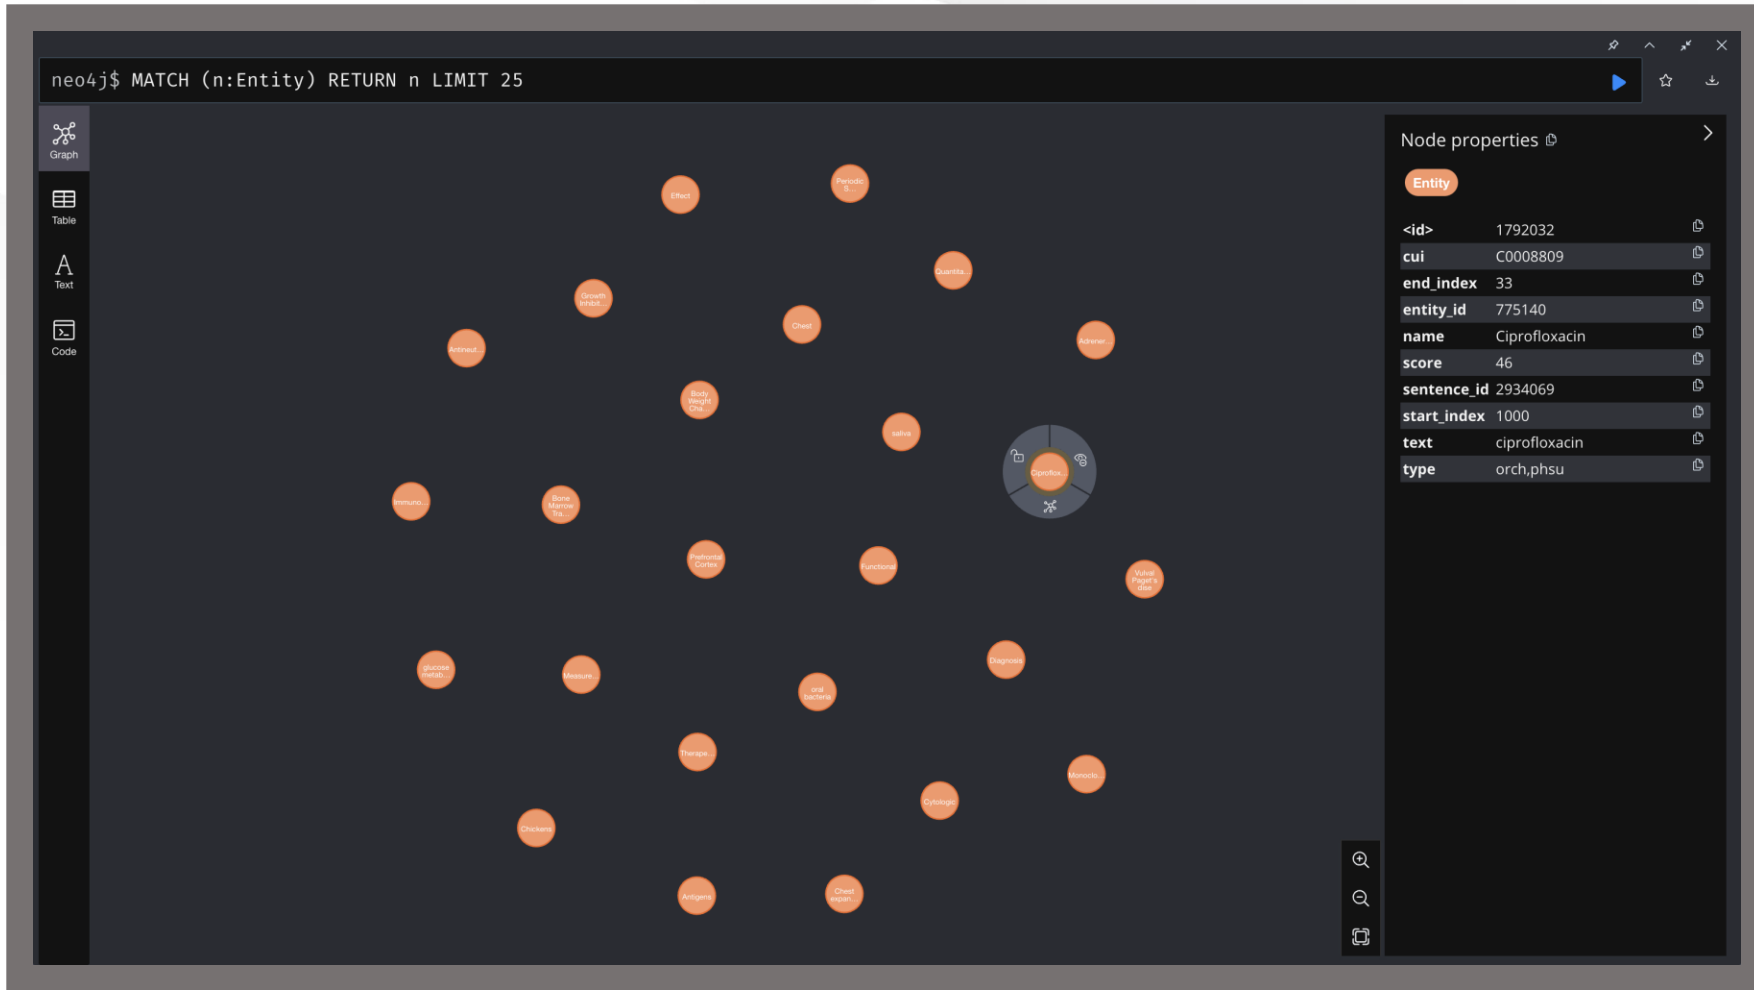 neo4j$ MATCH (n:Entity) RETURN n LIMIT 25
Graph
Table
Text
Code
Effect
Periodic
S...
Quantita...
Growth
Inhibit...
Chest
Adrener...
Antineut...
Body
Weight
Cha...
saliva
Ciproflox...
Immuno...
Bone
Marrow
Tra...
Prefrontal
Cortex
Functional
Vulval
Paget's
dise
glucose
metab...
Measure...
Diagnosis
oral
bacteria
Therape...
Monoclo...
Cytologic
Chickens
Antigens
Chest
expan...
Node properties
Entity
<id> 1792032
cui C0008809
end_index 33
entity_id 775140
name Ciprofloxacin
score 46
sentence_id 2934069
start_index 1000
text ciprofloxacin
type orch,phsu